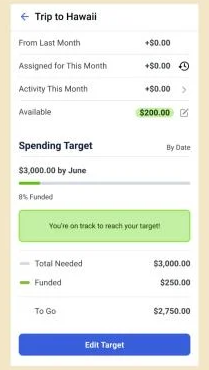 ← Trip to Hawaii
From Last Month +$0.00
Assigned for This Month +$0.00
Activity This Month +$0.00 >
Available $200.00
Spending Target By Date
$3,000.00 by June
8% Funded
You're on track to reach your target!
Total Needed $3,000.00
Funded $250.00
To Go $2,750.00
Edit Target